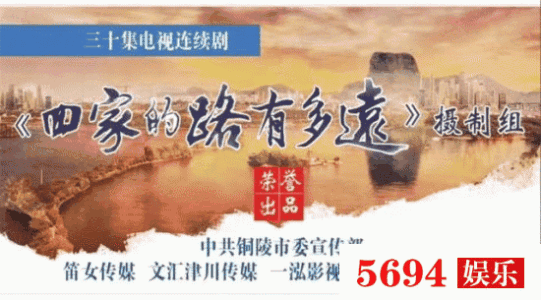 三十集电视连续剧
《回家的路有多遠》摄制组
荣誉
出品
中共铜陵市委宣传部
笛女传媒 文汇津川传媒 一泓影视
5694 娱乐